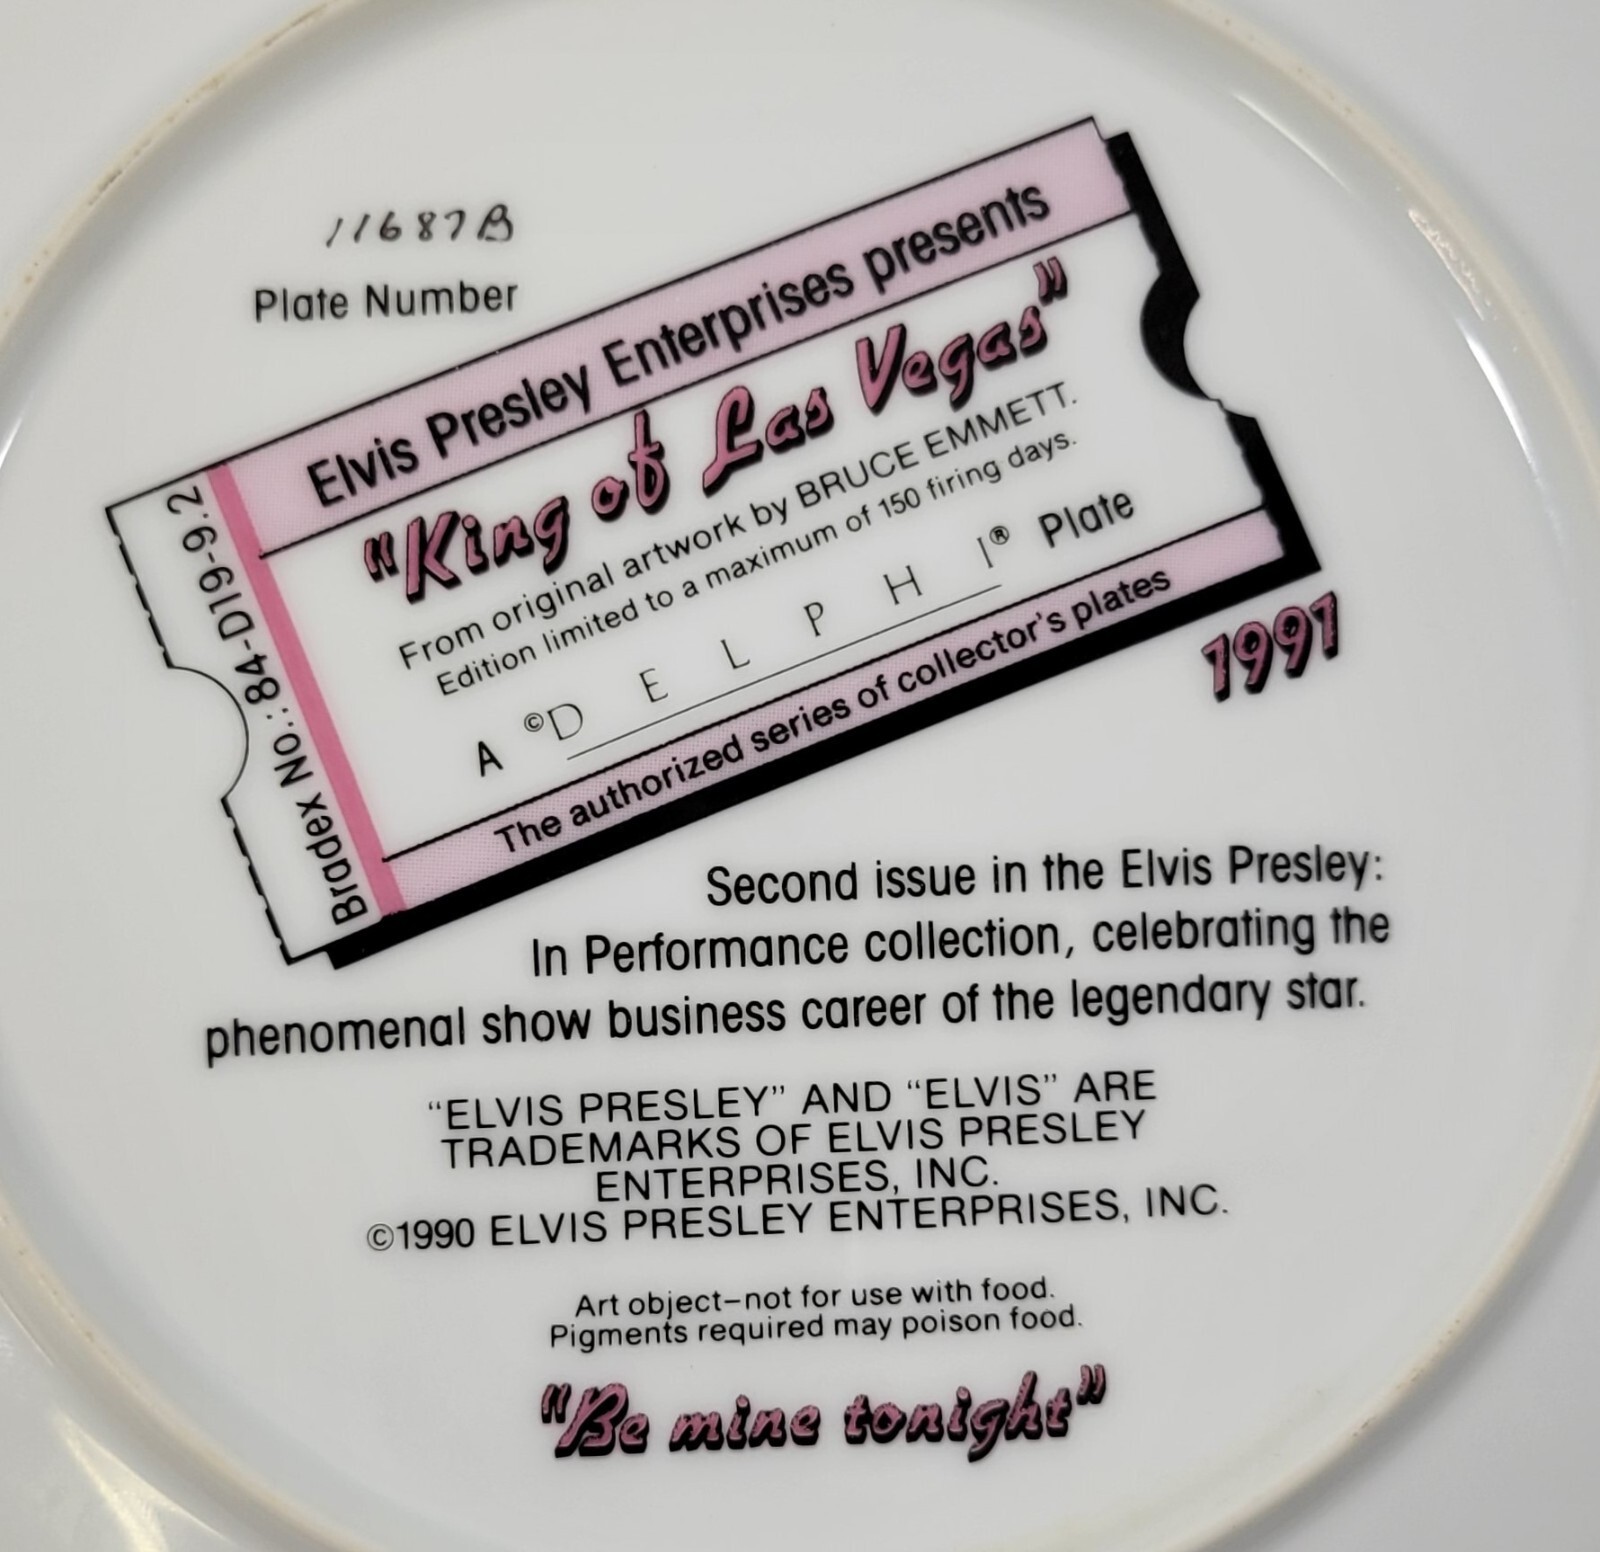 11687B
Plate Number
Elvis Presley Enterprises presents
"King of Las Vegas"
From original artwork by BRUCE EMMETT.
Edition limited to a maximum of 150 firing days.
A ©DELPHI® Plate
The authorized series of collector's plates
Bradex No.: 84-D19-9.2
1991
Second issue in the Elvis Presley:
In Performance collection, celebrating the
phenomenal show business career of the legendary star.
"ELVIS PRESLEY" AND "ELVIS" ARE
TRADEMARKS OF ELVIS PRESLEY
ENTERPRISES, INC.
©1990 ELVIS PRESLEY ENTERPRISES, INC.
Art object–not for use with food.
Pigments required may poison food.
"Be mine tonight"